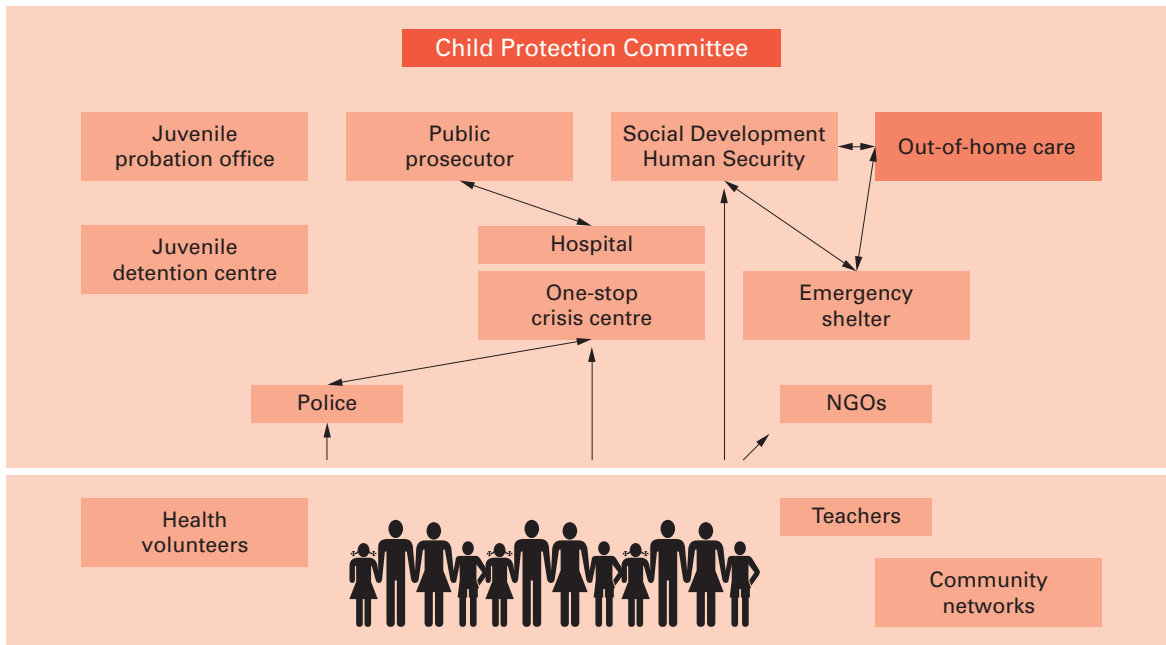 Child Protection Committee
Juvenile
probation office
Public
prosecutor
Social Development
Human Security
Out-of-home care
Juvenile
detention centre
Hospital
One-stop
crisis centre
Emergency
shelter
Police
NGOs
Health
volunteers
Teachers
Community
networks